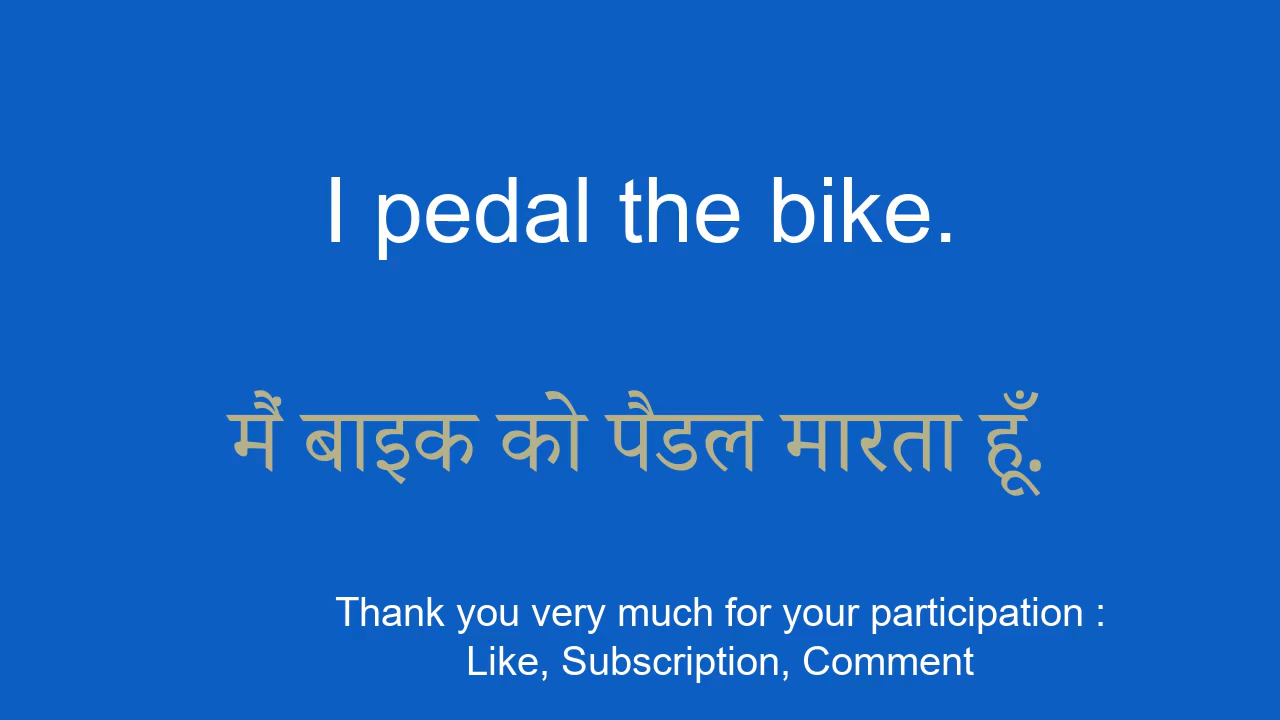 I pedal the bike.
मैं बाइक को पैडल मारता हूँ.
Thank you very much for your participation :
Like, Subscription, Comment